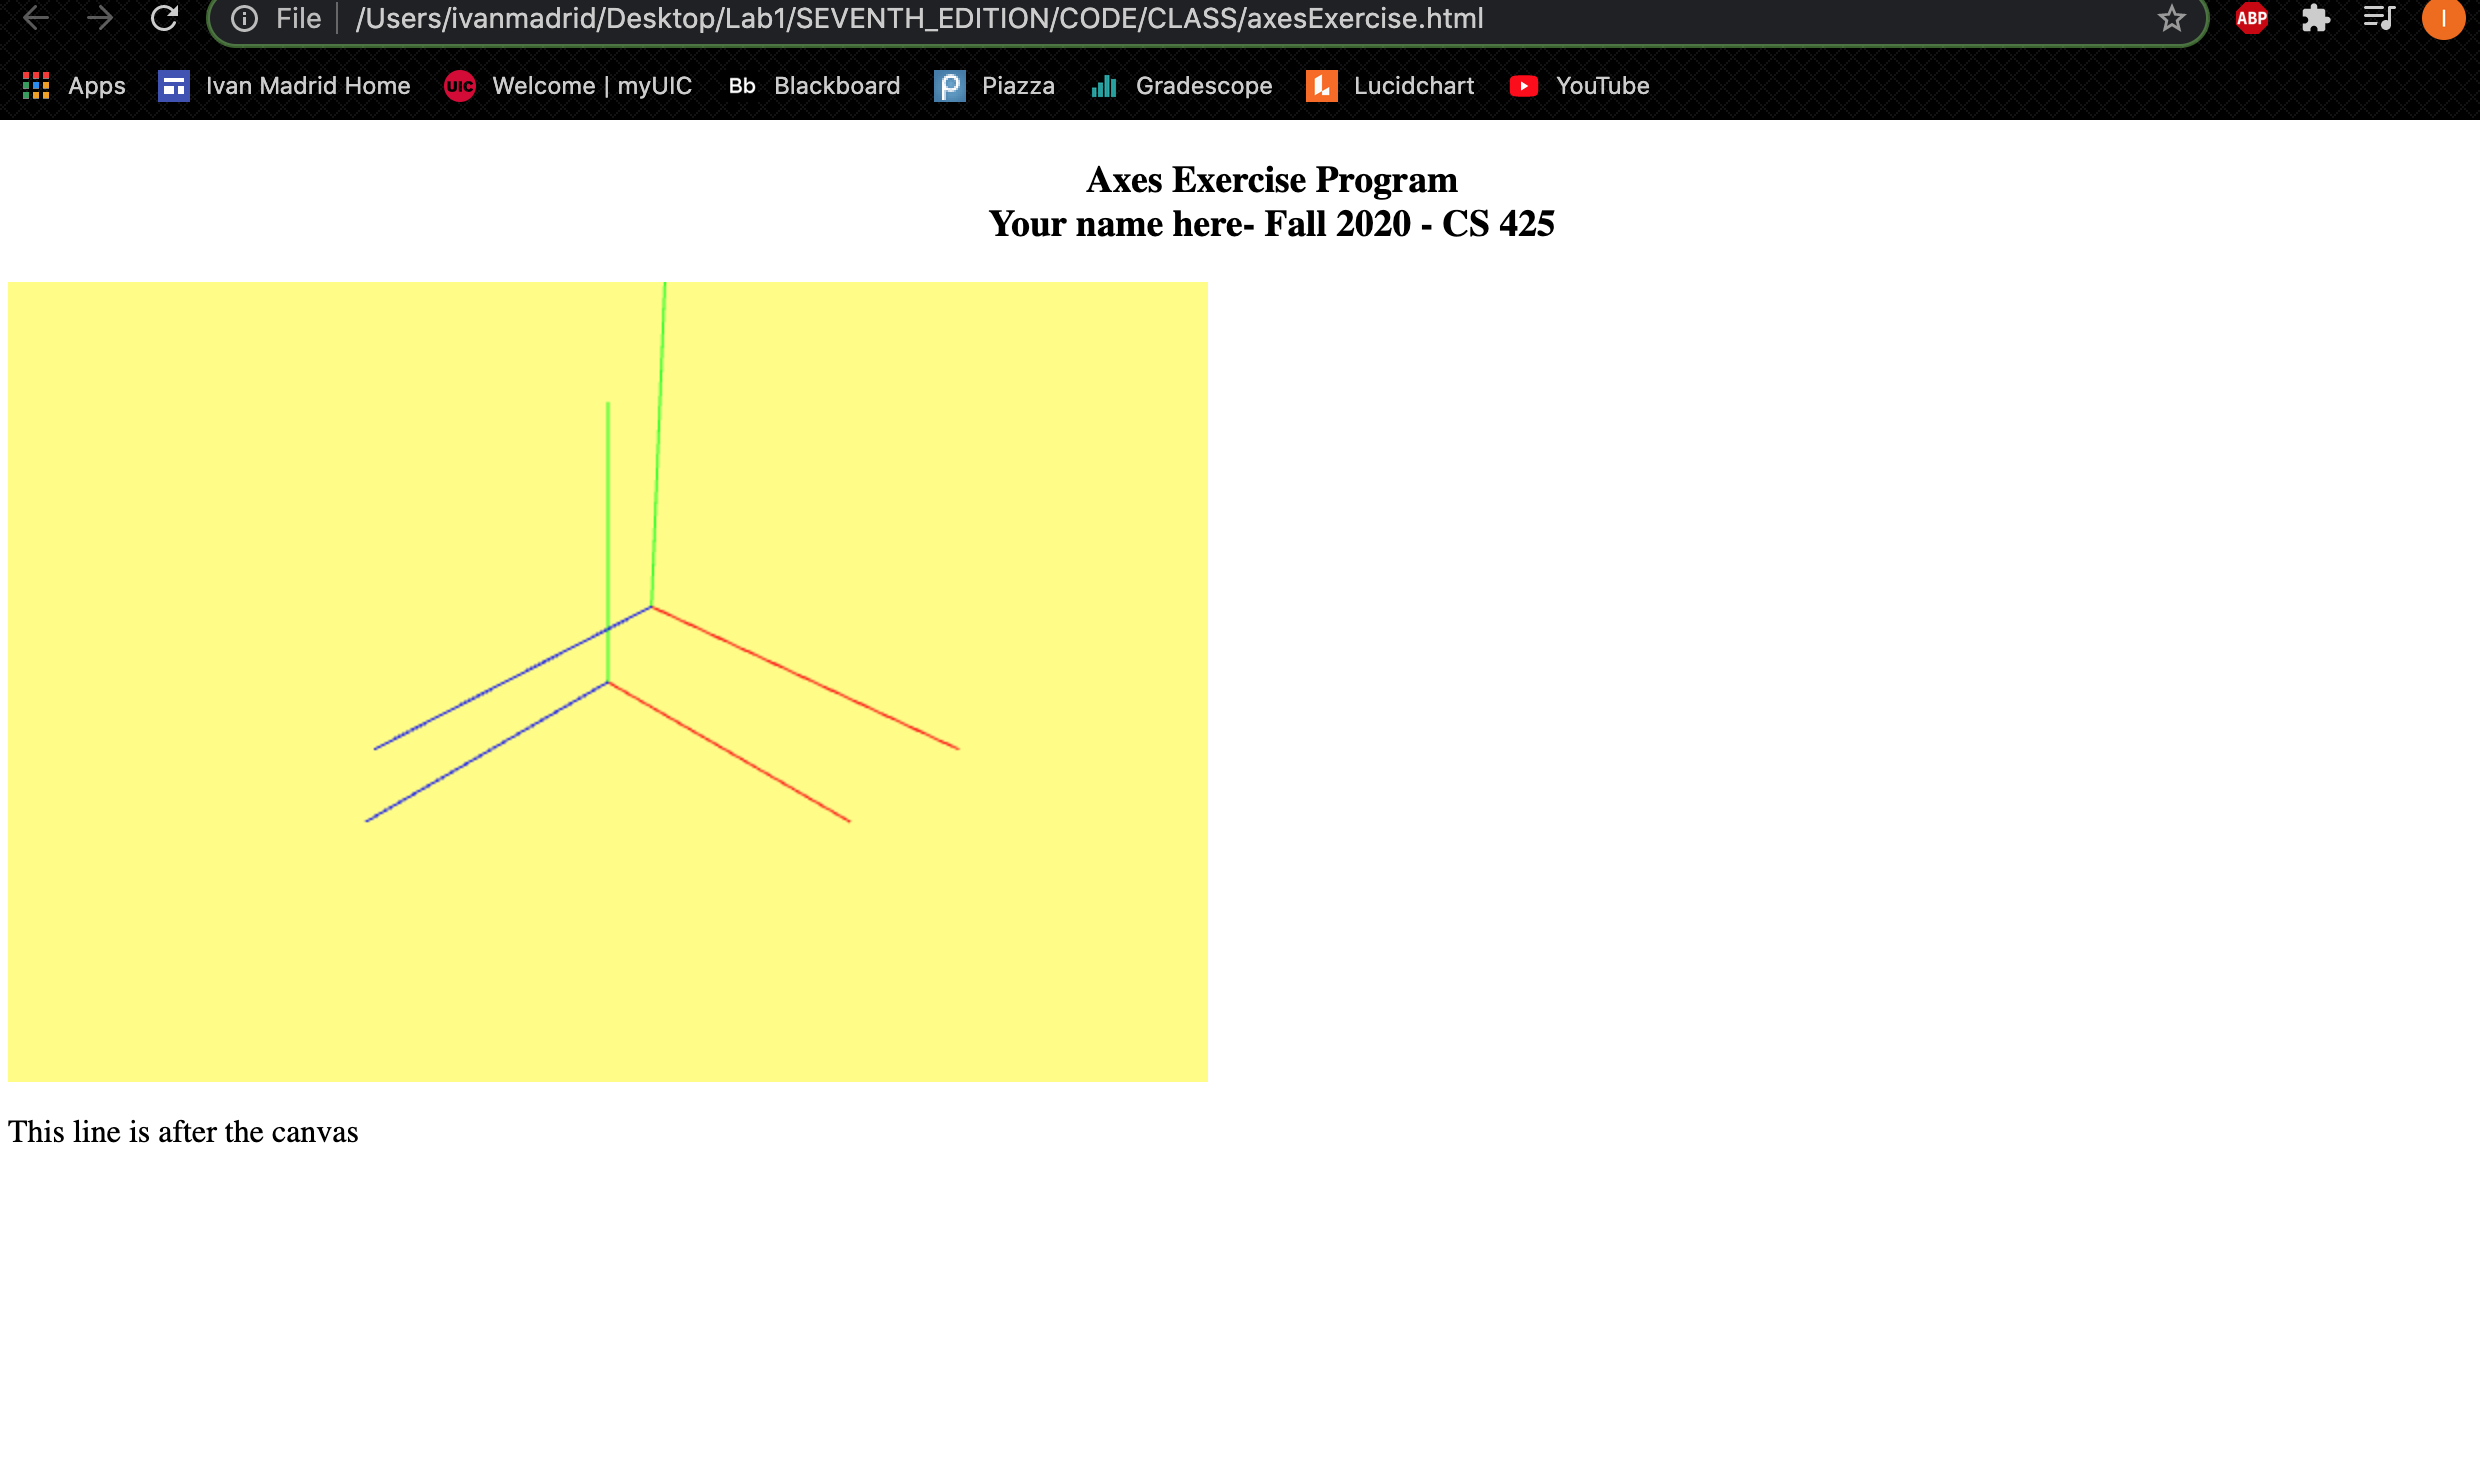 File /Users/ivanmadrid/Desktop/Lab1/SEVENTH_EDITION/CODE/CLASS/axesExercise.html ABP I
Apps Ivan Madrid Home UIC Welcome | myUIC Bb Blackboard Piazza Gradescope Lucidchart YouTube
Axes Exercise Program
Your name here- Fall 2020 - CS 425
This line is after the canvas